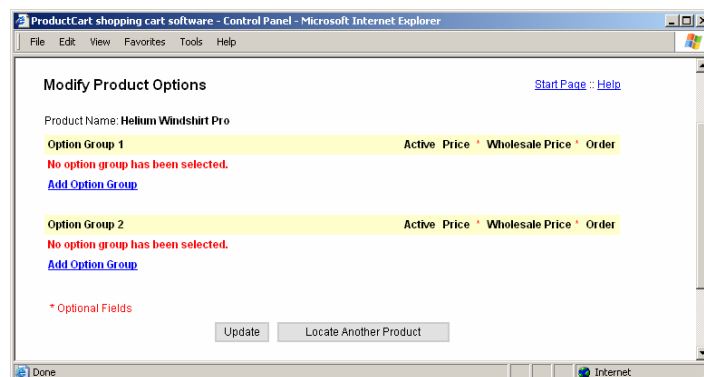 ProductCart shopping cart software - Control Panel - Microsoft Internet Explorer
File Edit View Favorites Tools Help
Modify Product Options Start Page :: Help
Product Name: Helium Windshirt Pro
Option Group 1 Active Price * Wholesale Price * Order
No option group has been selected.
Add Option Group
Option Group 2 Active Price * Wholesale Price * Order
No option group has been selected.
Add Option Group
* Optional Fields
Update Locate Another Product
Done Internet